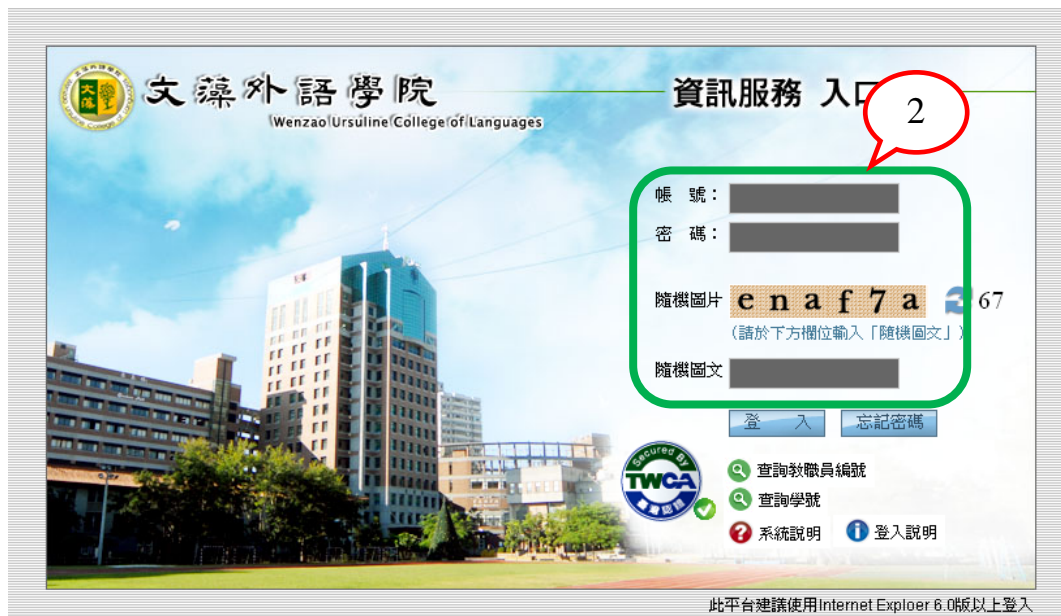 文藻外語學院
Wenzao Ursuline College of Languages
資訊服務 入口
2
帳 號：
密 碼：
隨機圖片 enaf7a 67
(請於下方欄位輸入「隨機圖文」)
隨機圖文
登 入 忘記密碼
Secured By
TWCA
查詢教職員編號
查詢學號
系統說明 登入說明
此平台建議使用Internet Exploer 6.0版以上登入